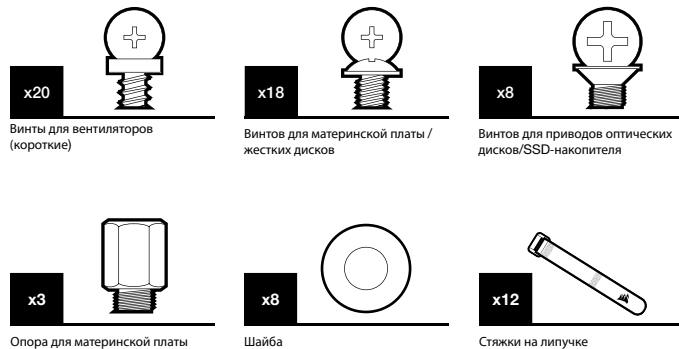 x20
Винты для вентиляторов
(короткие)
x18
Винтов для материнской платы /
жестких дисков
x8
Винтов для приводов оптических
дисков/SSD-накопителя
x3
Опора для материнской платы
x8
Шайба
x12
Стяжки на липучке